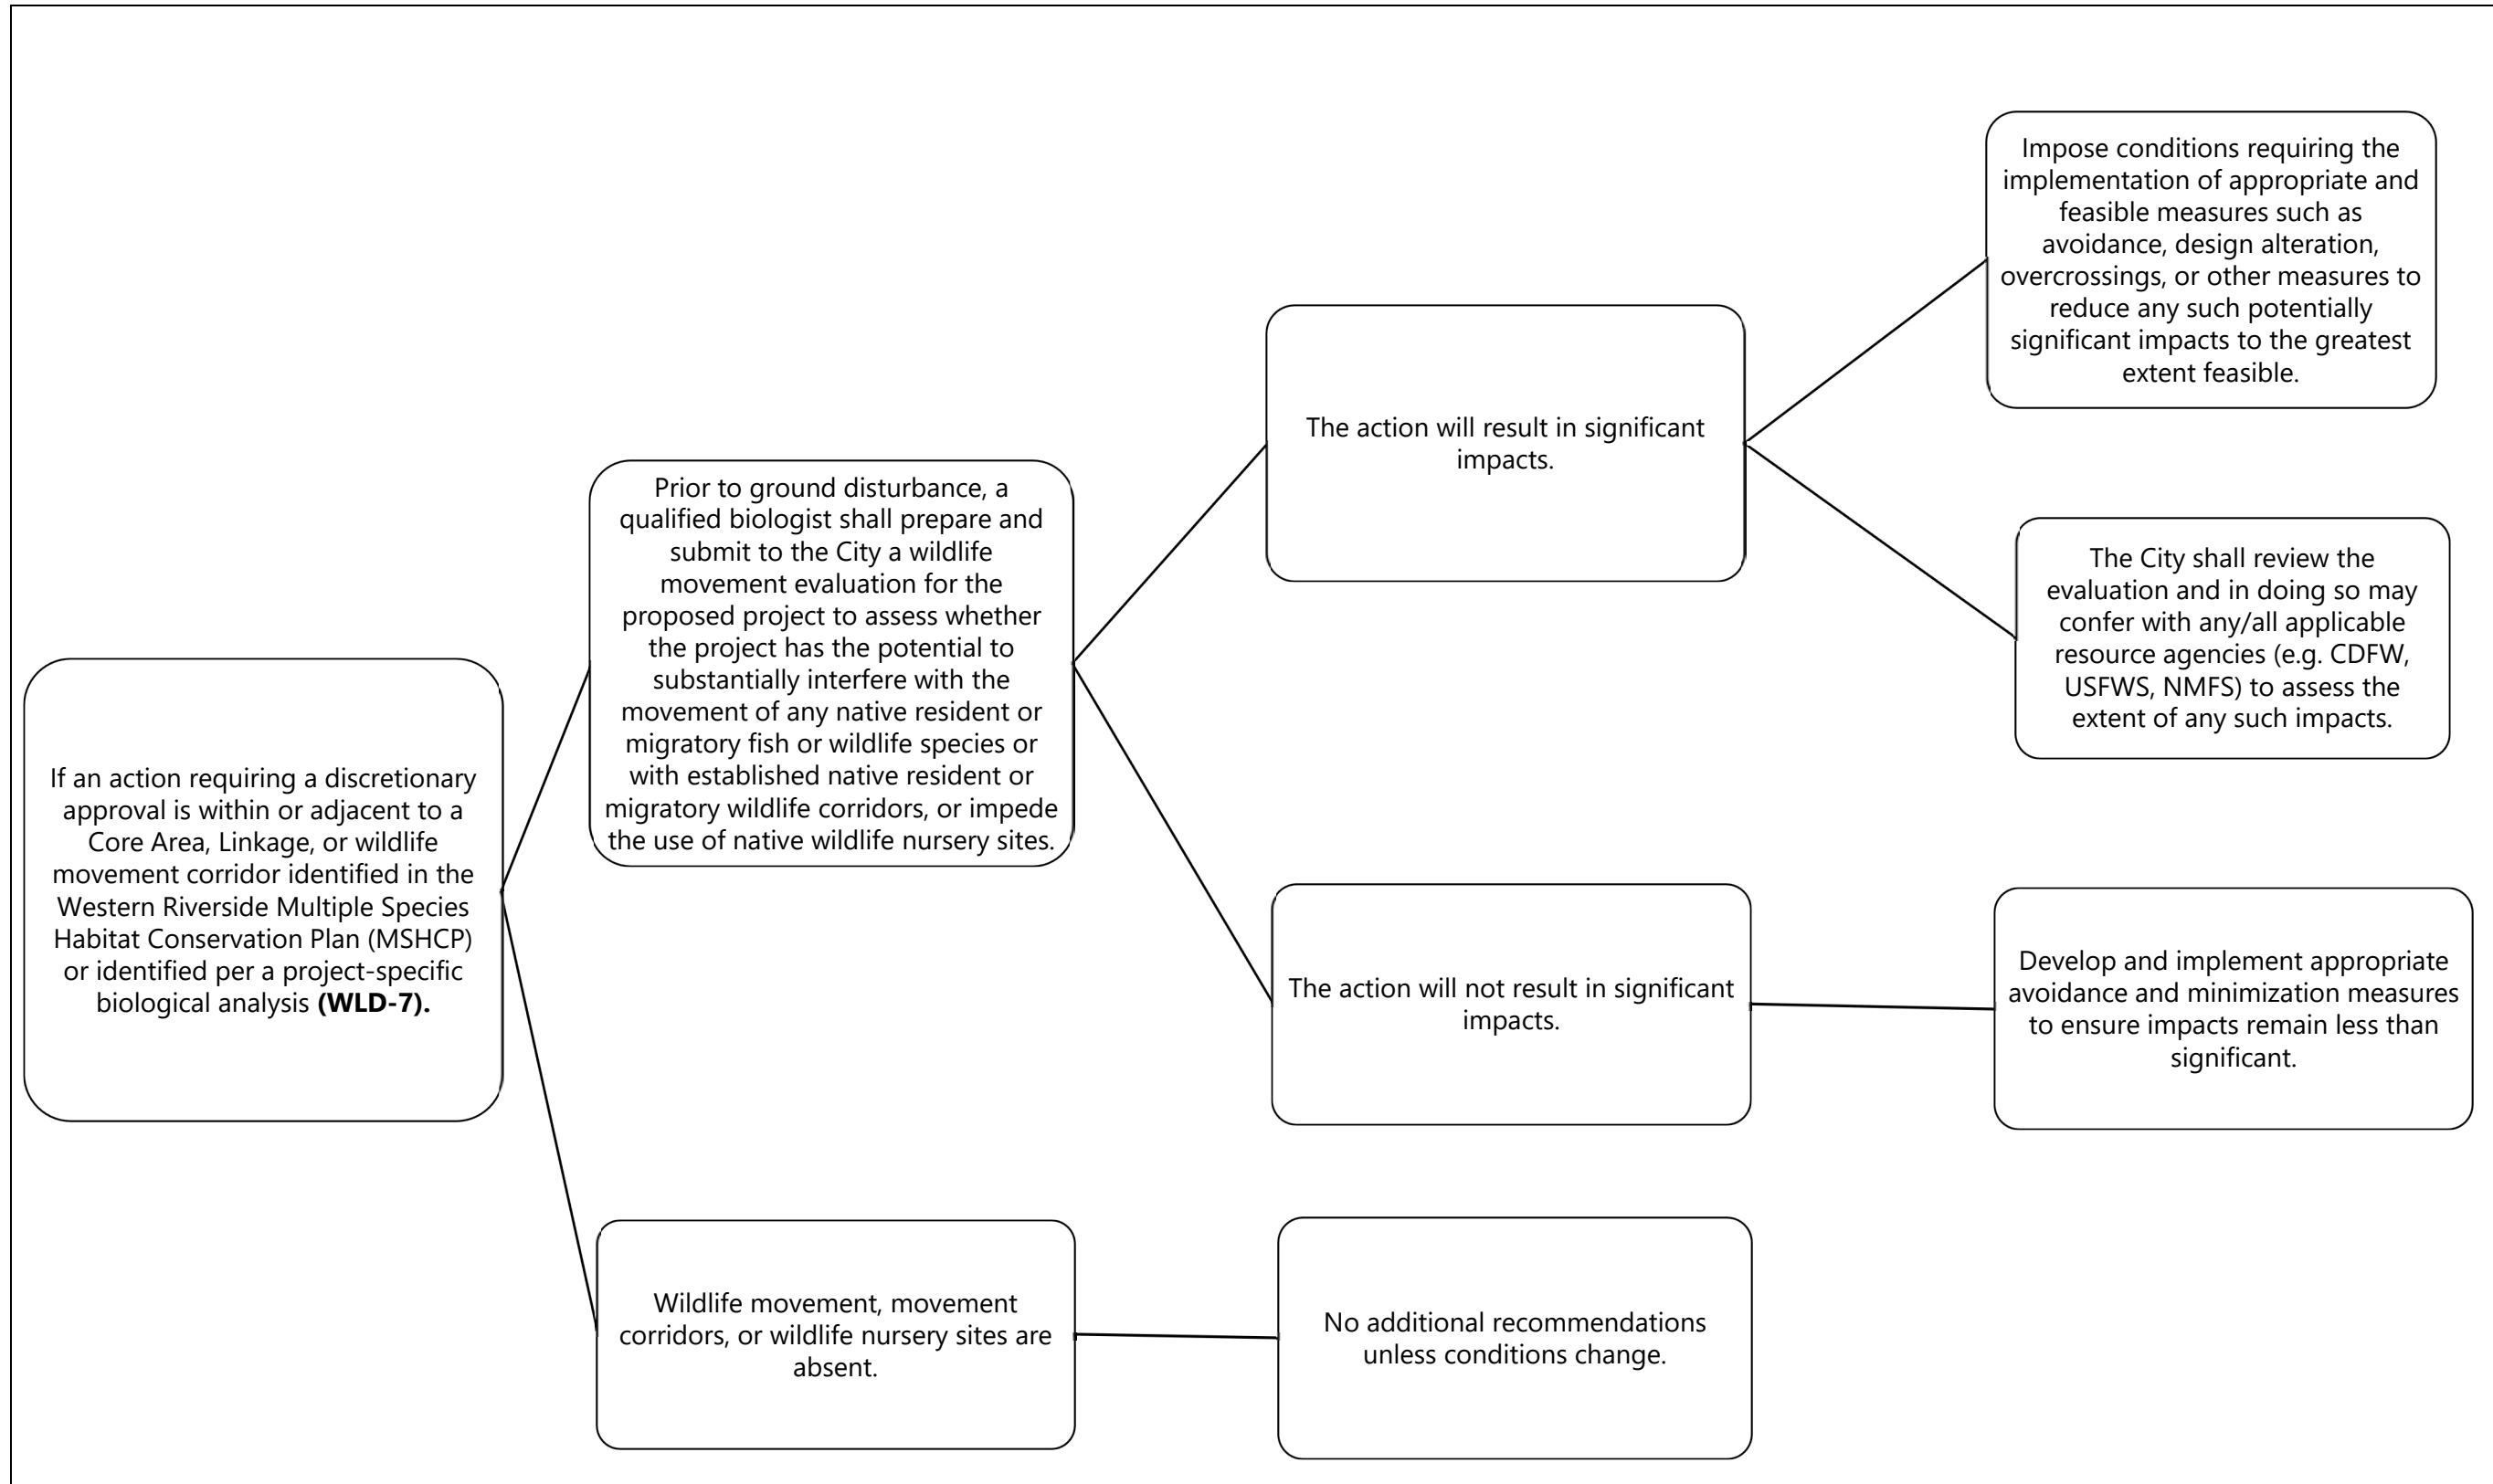 If an action requiring a discretionary
approval is within or adjacent to a
Core Area, Linkage, or wildlife
movement corridor identified in the
Western Riverside Multiple Species
Habitat Conservation Plan (MSHCP)
or identified per a project-specific
biological analysis (WLD-7).
Prior to ground disturbance, a
qualified biologist shall prepare and
submit to the City a wildlife
movement evaluation for the
proposed project to assess whether
the project has the potential to
substantially interfere with the
movement of any native resident or
migratory fish or wildlife species or
with established native resident or
migratory wildlife corridors, or impede
the use of native wildlife nursery sites.
The action will result in significant
impacts.
Impose conditions requiring the
implementation of appropriate and
feasible measures such as
avoidance, design alteration,
overcrossings, or other measures to
reduce any such potentially
significant impacts to the greatest
extent feasible.
The City shall review the
evaluation and in doing so may
confer with any/all applicable
resource agencies (e.g. CDFW,
USFWS, NMFS) to assess the
extent of any such impacts.
The action will not result in significant
impacts.
Develop and implement appropriate
avoidance and minimization measures
to ensure impacts remain less than
significant.
Wildlife movement, movement
corridors, or wildlife nursery sites are
absent.
No additional recommendations
unless conditions change.